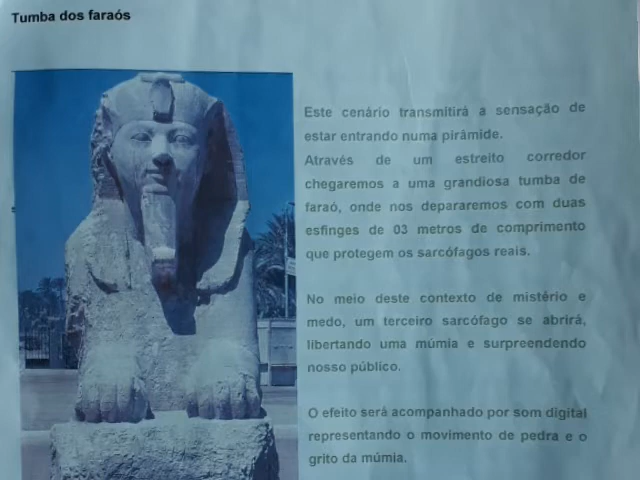 Tumba dos faraós
Este cenário transmitirá a sensação de
estar entrando numa pirâmide.
Através de um estreito corredor
chegaremos a uma grandiosa tumba de
faraó, onde nos depararemos com duas
esfinges de 03 metros de comprimento
que protegem os sarcófagos reais.
No meio deste contexto de mistério e
medo, um terceiro sarcófago se abrirá,
libertando uma múmia e surpreendendo
nosso público.
O efeito será acompanhado por som digital
representando o movimento de pedra e o
grito da múmia.